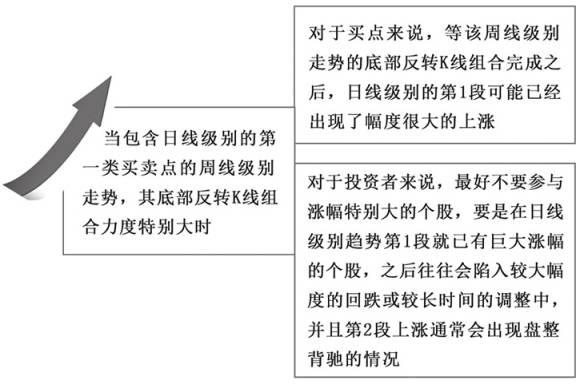 当包含日线级别的第
一类买卖点的周线级别
走势，其底部反转K线组
合力度特别大时
对于买点来说，等该周线级别
走势的底部反转K线组合完成之
后，日线级别的第1段可能已经
出现了幅度很大的上涨
对于投资者来说，最好不要参与
涨幅特别大的个股，要是在日线
级别趋势第1段就已有巨大涨幅
的个股，之后往往会陷入较大幅
度的回跌或较长时间的调整中，
并且第2段上涨通常会出现盘整
背驰的情况